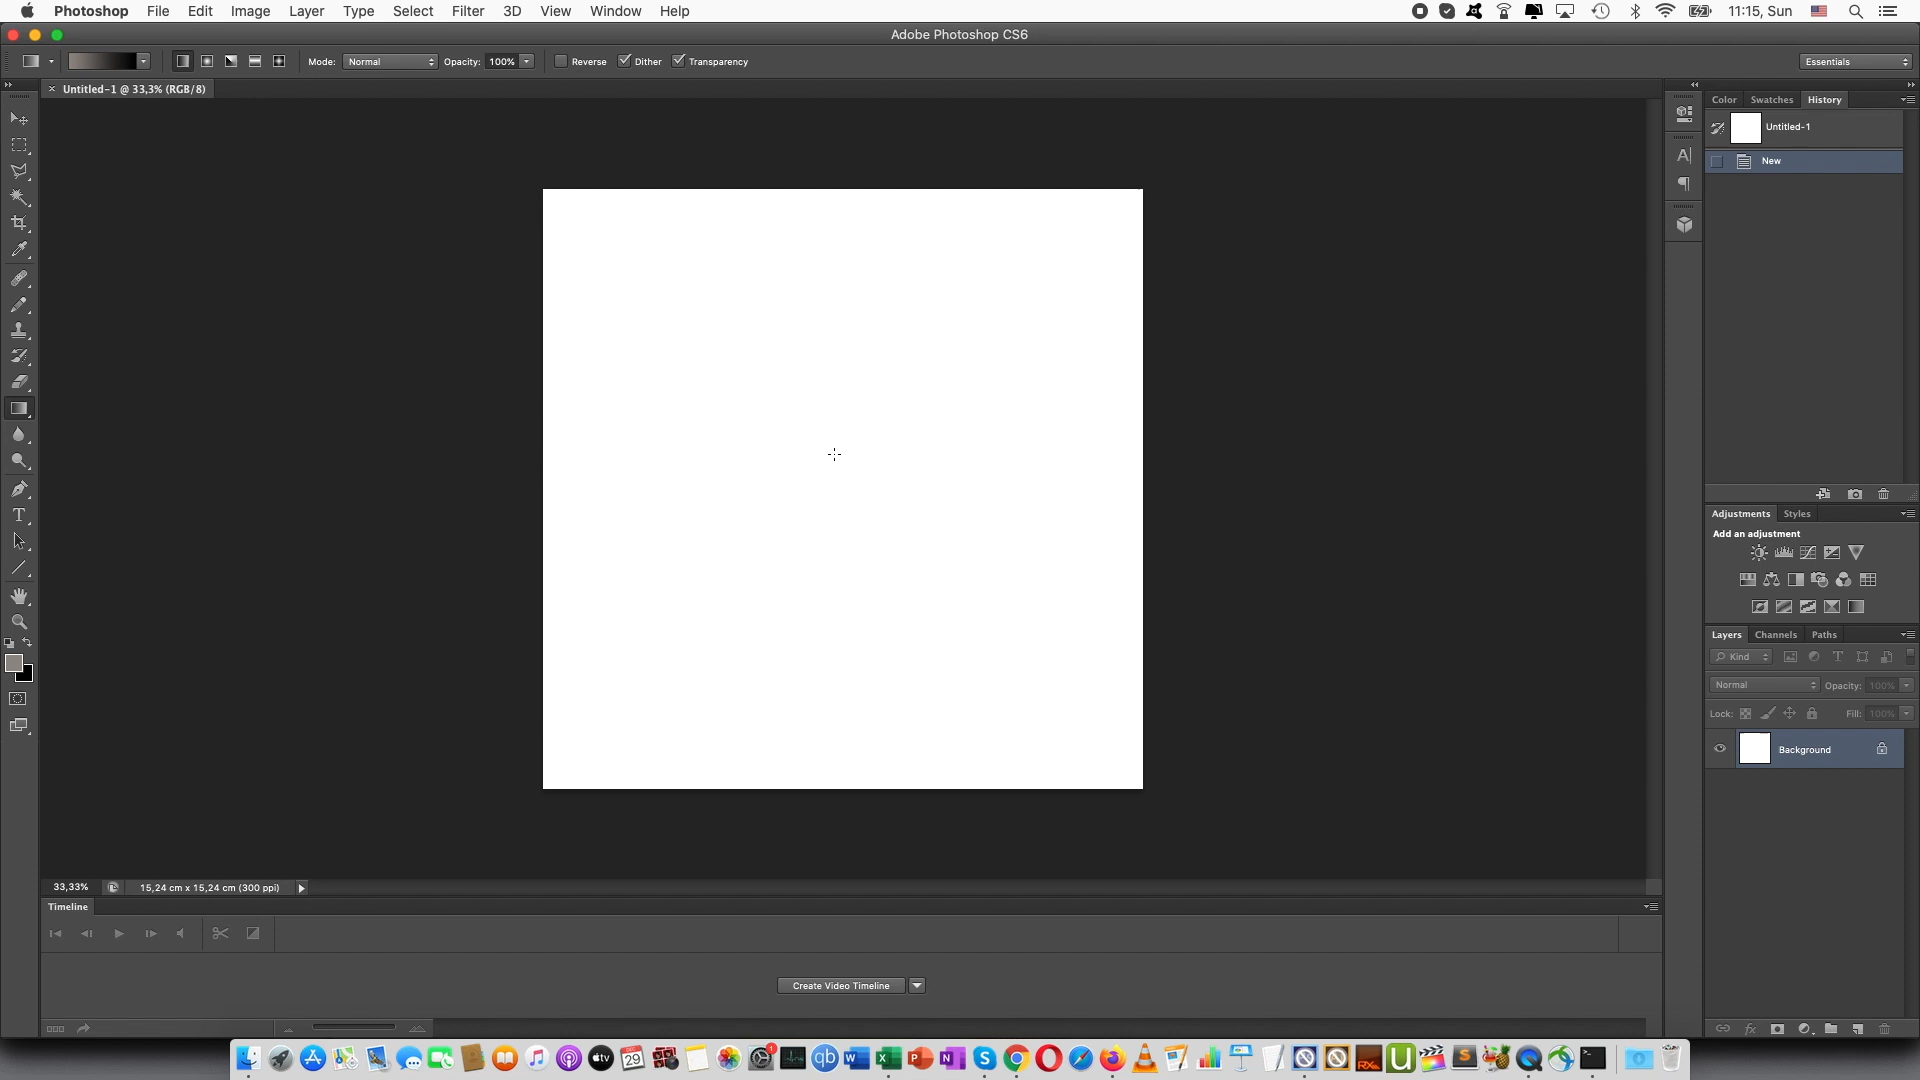 Photoshop File Edit Image Layer Type Select Filter 3D View Window Help 11:15, Sun
Adobe Photoshop CS6
Mode: Normal Opacity: 100% Reverse Dither Transparency Essentials
Untitled-1 @ 33,3% (RGB/8)
Color Swatches History
Untitled-1
New
Adjustments Styles
Add an adjustment
Layers Channels Paths
Kind
Normal Opacity: 100%
Lock: Fill: 100%
Background
33,33% 15,24 cm x 15,24 cm (300 ppi)
Timeline
Create Video Timeline